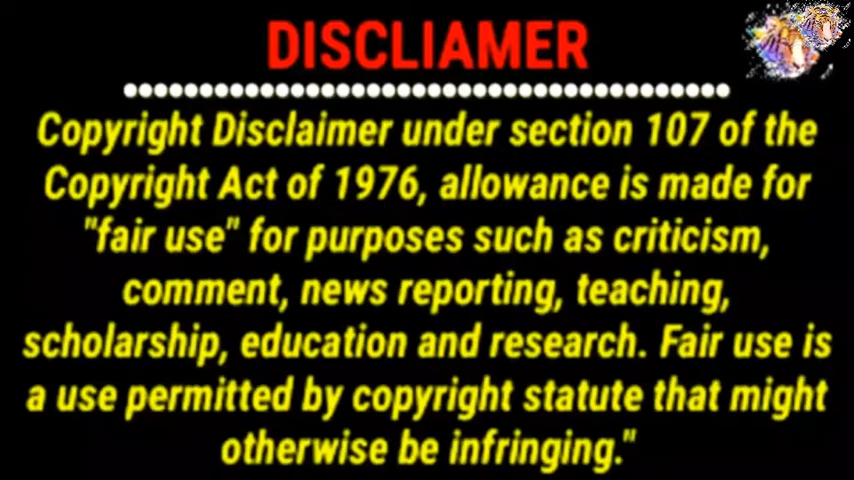 DISCLIAMER
Copyright Disclaimer under section 107 of the
Copyright Act of 1976, allowance is made for
"fair use" for purposes such as criticism,
comment, news reporting, teaching,
scholarship, education and research. Fair use is
a use permitted by copyright statute that might
otherwise be infringing."